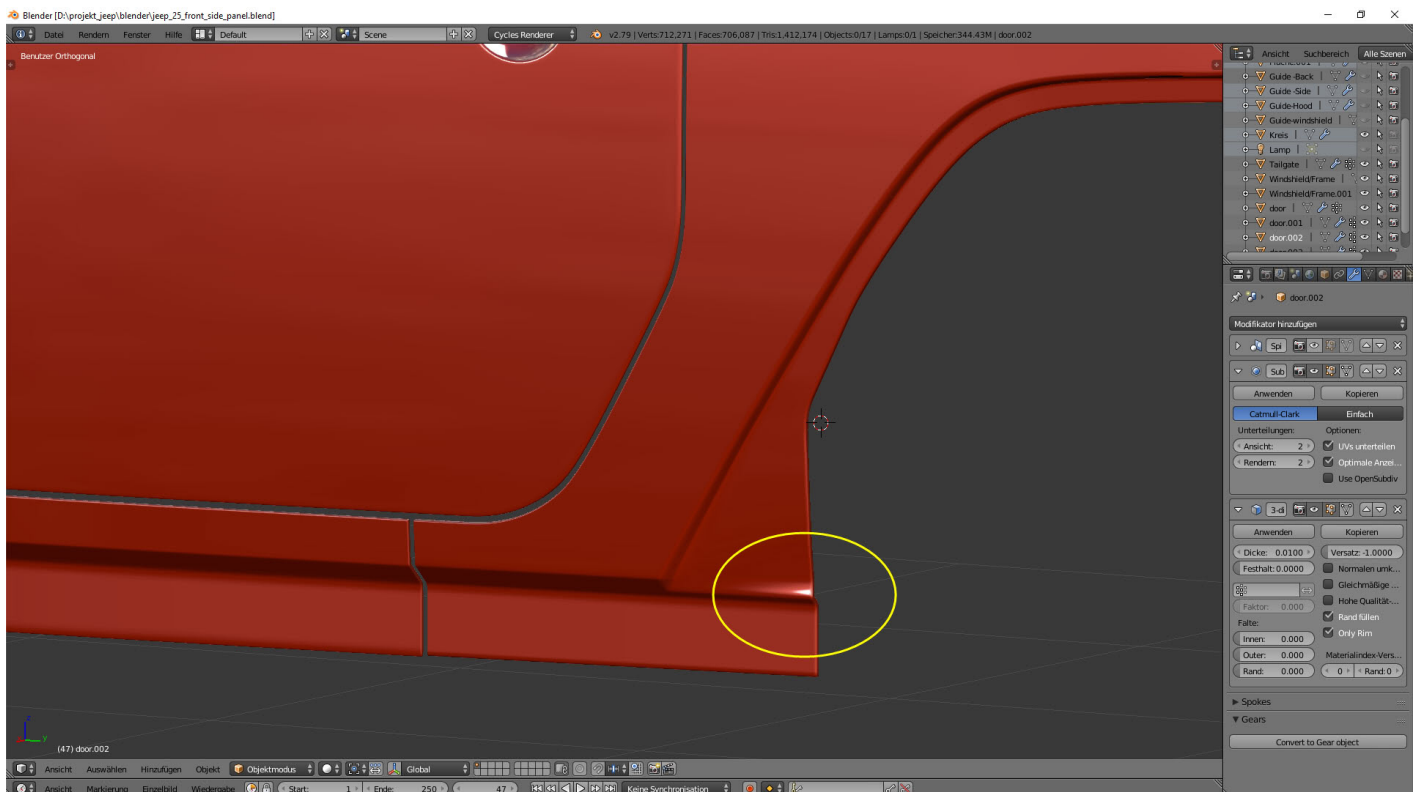 Blender [D:\projekt_jeep\blender\jeep_25_front_side_panel.blend]
Datei Rendern Fenster Hilfe Default Scene Cycles Renderer v2.79 | Verts:712,271 | Faces:706,087 | Tris:1,412,174 | Objects:0/17 | Lamps:0/1 | Speicher:344.43M | door.002
Benutzer Orthogonal
Ansicht Suchbereich Alle Szenen
Guide -Back
Guide -Side
Guide-Hood
Guide-windshield
Kreis
Lamp
Tailgate
Windshield/Frame
Windshield/Frame.001
door
door.001
door.002
door.002
Modifikator hinzufügen
Spi
Sub
Anwenden Kopieren
Catmull-Clark Einfach
Unterteilungen: Optionen:
Ansicht: 2 UVs unterteilen
Rendern: 2 Optimale Anzei...
Use OpenSubdiv
3-di
Anwenden Kopieren
Dicke: 0.0100 Versatz: -1.0000
Festhalt: 0.0000 Normalen umk...
Gleichmäßige ...
Hohe Qualität-...
Faktor: 0.000
Rand füllen
Falte:
Only Rim
Innen: 0.000
Outer: 0.000 Materialindex-Vers...
Rand: 0.000 0 Rand: 0
Spokes
Gears
Convert to Gear object
z
y
(47) door.002
Ansicht Auswählen Hinzufügen Objekt Objektmodus Global
Ansicht Markierung Einzelbild Wiedergabe Start: 1 Ende: 250 47 Keine Synchronisation